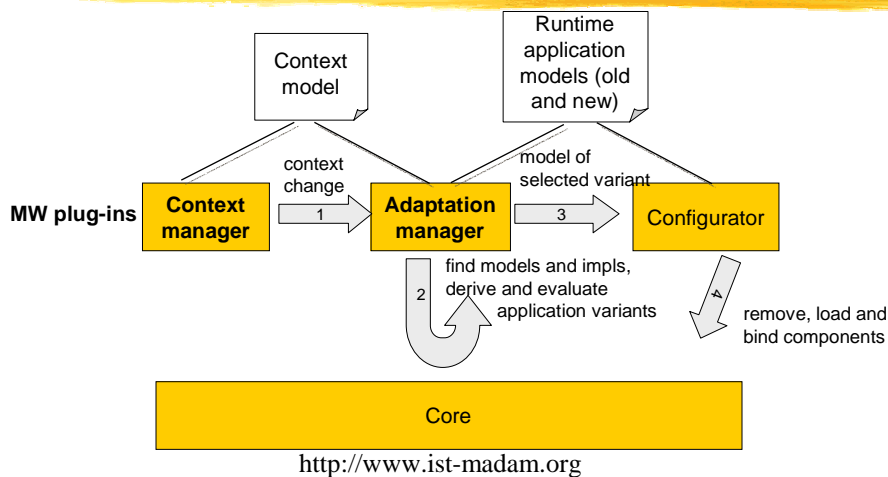 Context
model
Runtime
application
models (old
and new)
context
change
model of
selected variant
MW plug-ins
Context
manager
1
Adaptation
manager
3
Configurator
2
find models and impls,
derive and evaluate
application variants
4
remove, load and
bind components
Core
http://www.ist-madam.org